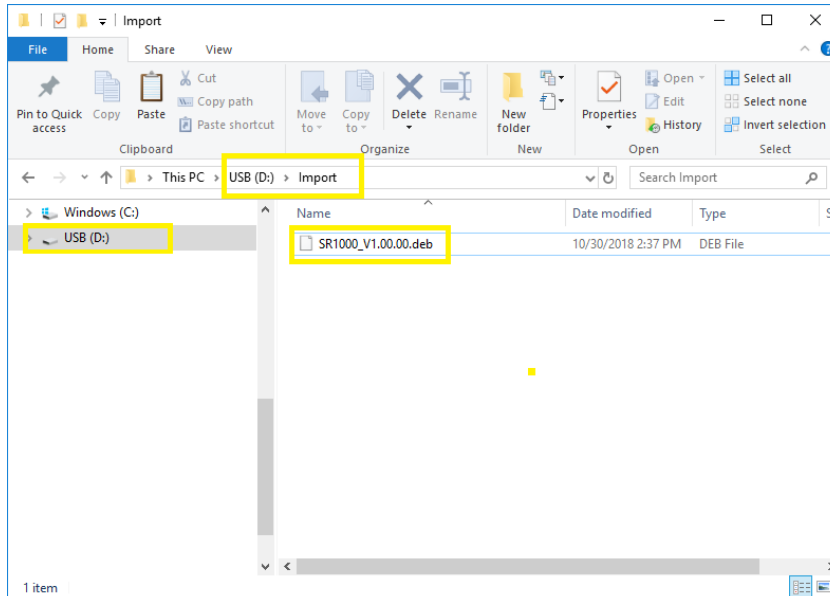 Import
File Home Share View
Pin to Quick access
Copy
Paste
Cut
Copy path
Paste shortcut
Clipboard
Move to
Copy to
Delete
Rename
Organize
New folder
New
Properties
Open
Edit
History
Open
Select all
Select none
Invert selection
Select
This PC > USB (D:) > Import
Search Import
Windows (C:)
USB (D:)
Name Date modified Type S
SR1000_V1.00.00.deb 10/30/2018 2:37 PM DEB File
1 item